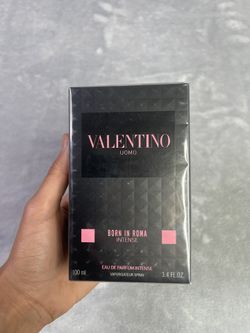 VALENTINO
UOMO
BORN IN ROMA
INTENSE
EAU DE PARFUM INTENSE
VAPORISATEUR SPRAY
100 ml
3.4 FL. OZ